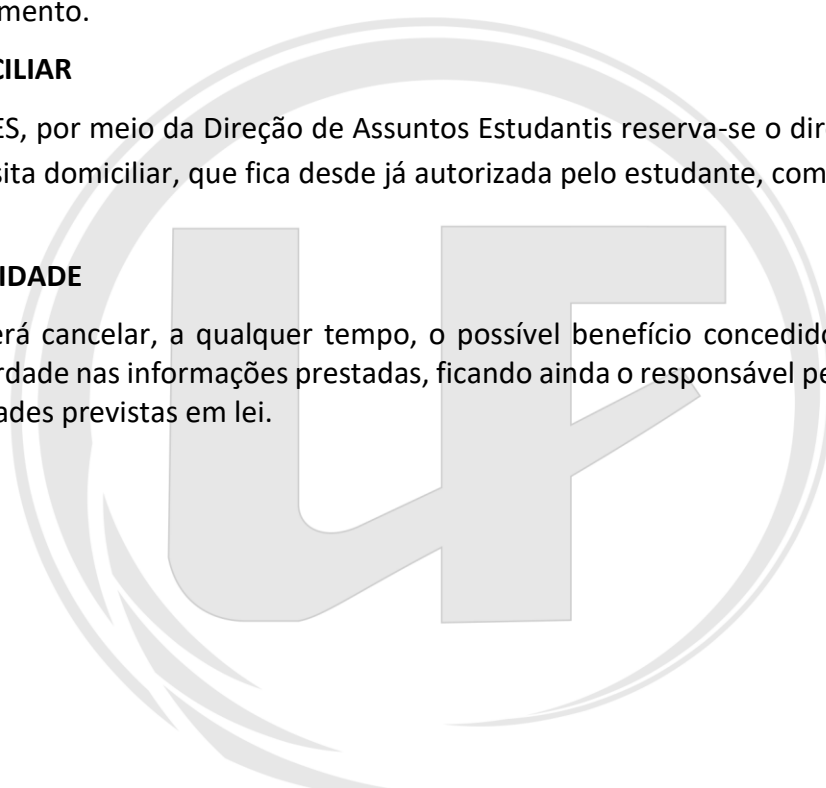 mento.
CILIAR
ES, por meio da Direção de Assuntos Estudantis reserva-se o dir
sita domiciliar, que fica desde já autorizada pelo estudante, com
IDADE
erá cancelar, a qualquer tempo, o possível benefício concedido
rdade nas informações prestadas, ficando ainda o responsável pe
ades previstas em lei.